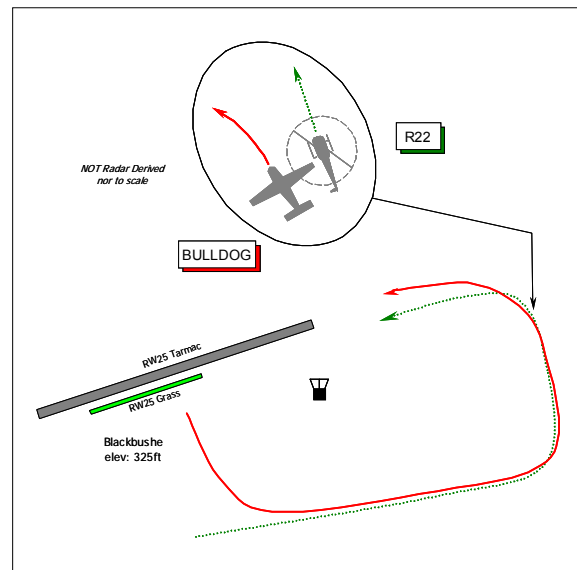 R22
NOT Radar Derived
nor to scale
BULLDOG
RW25 Tarmac
RW25 Grass
Blackbushe
elev: 325ft